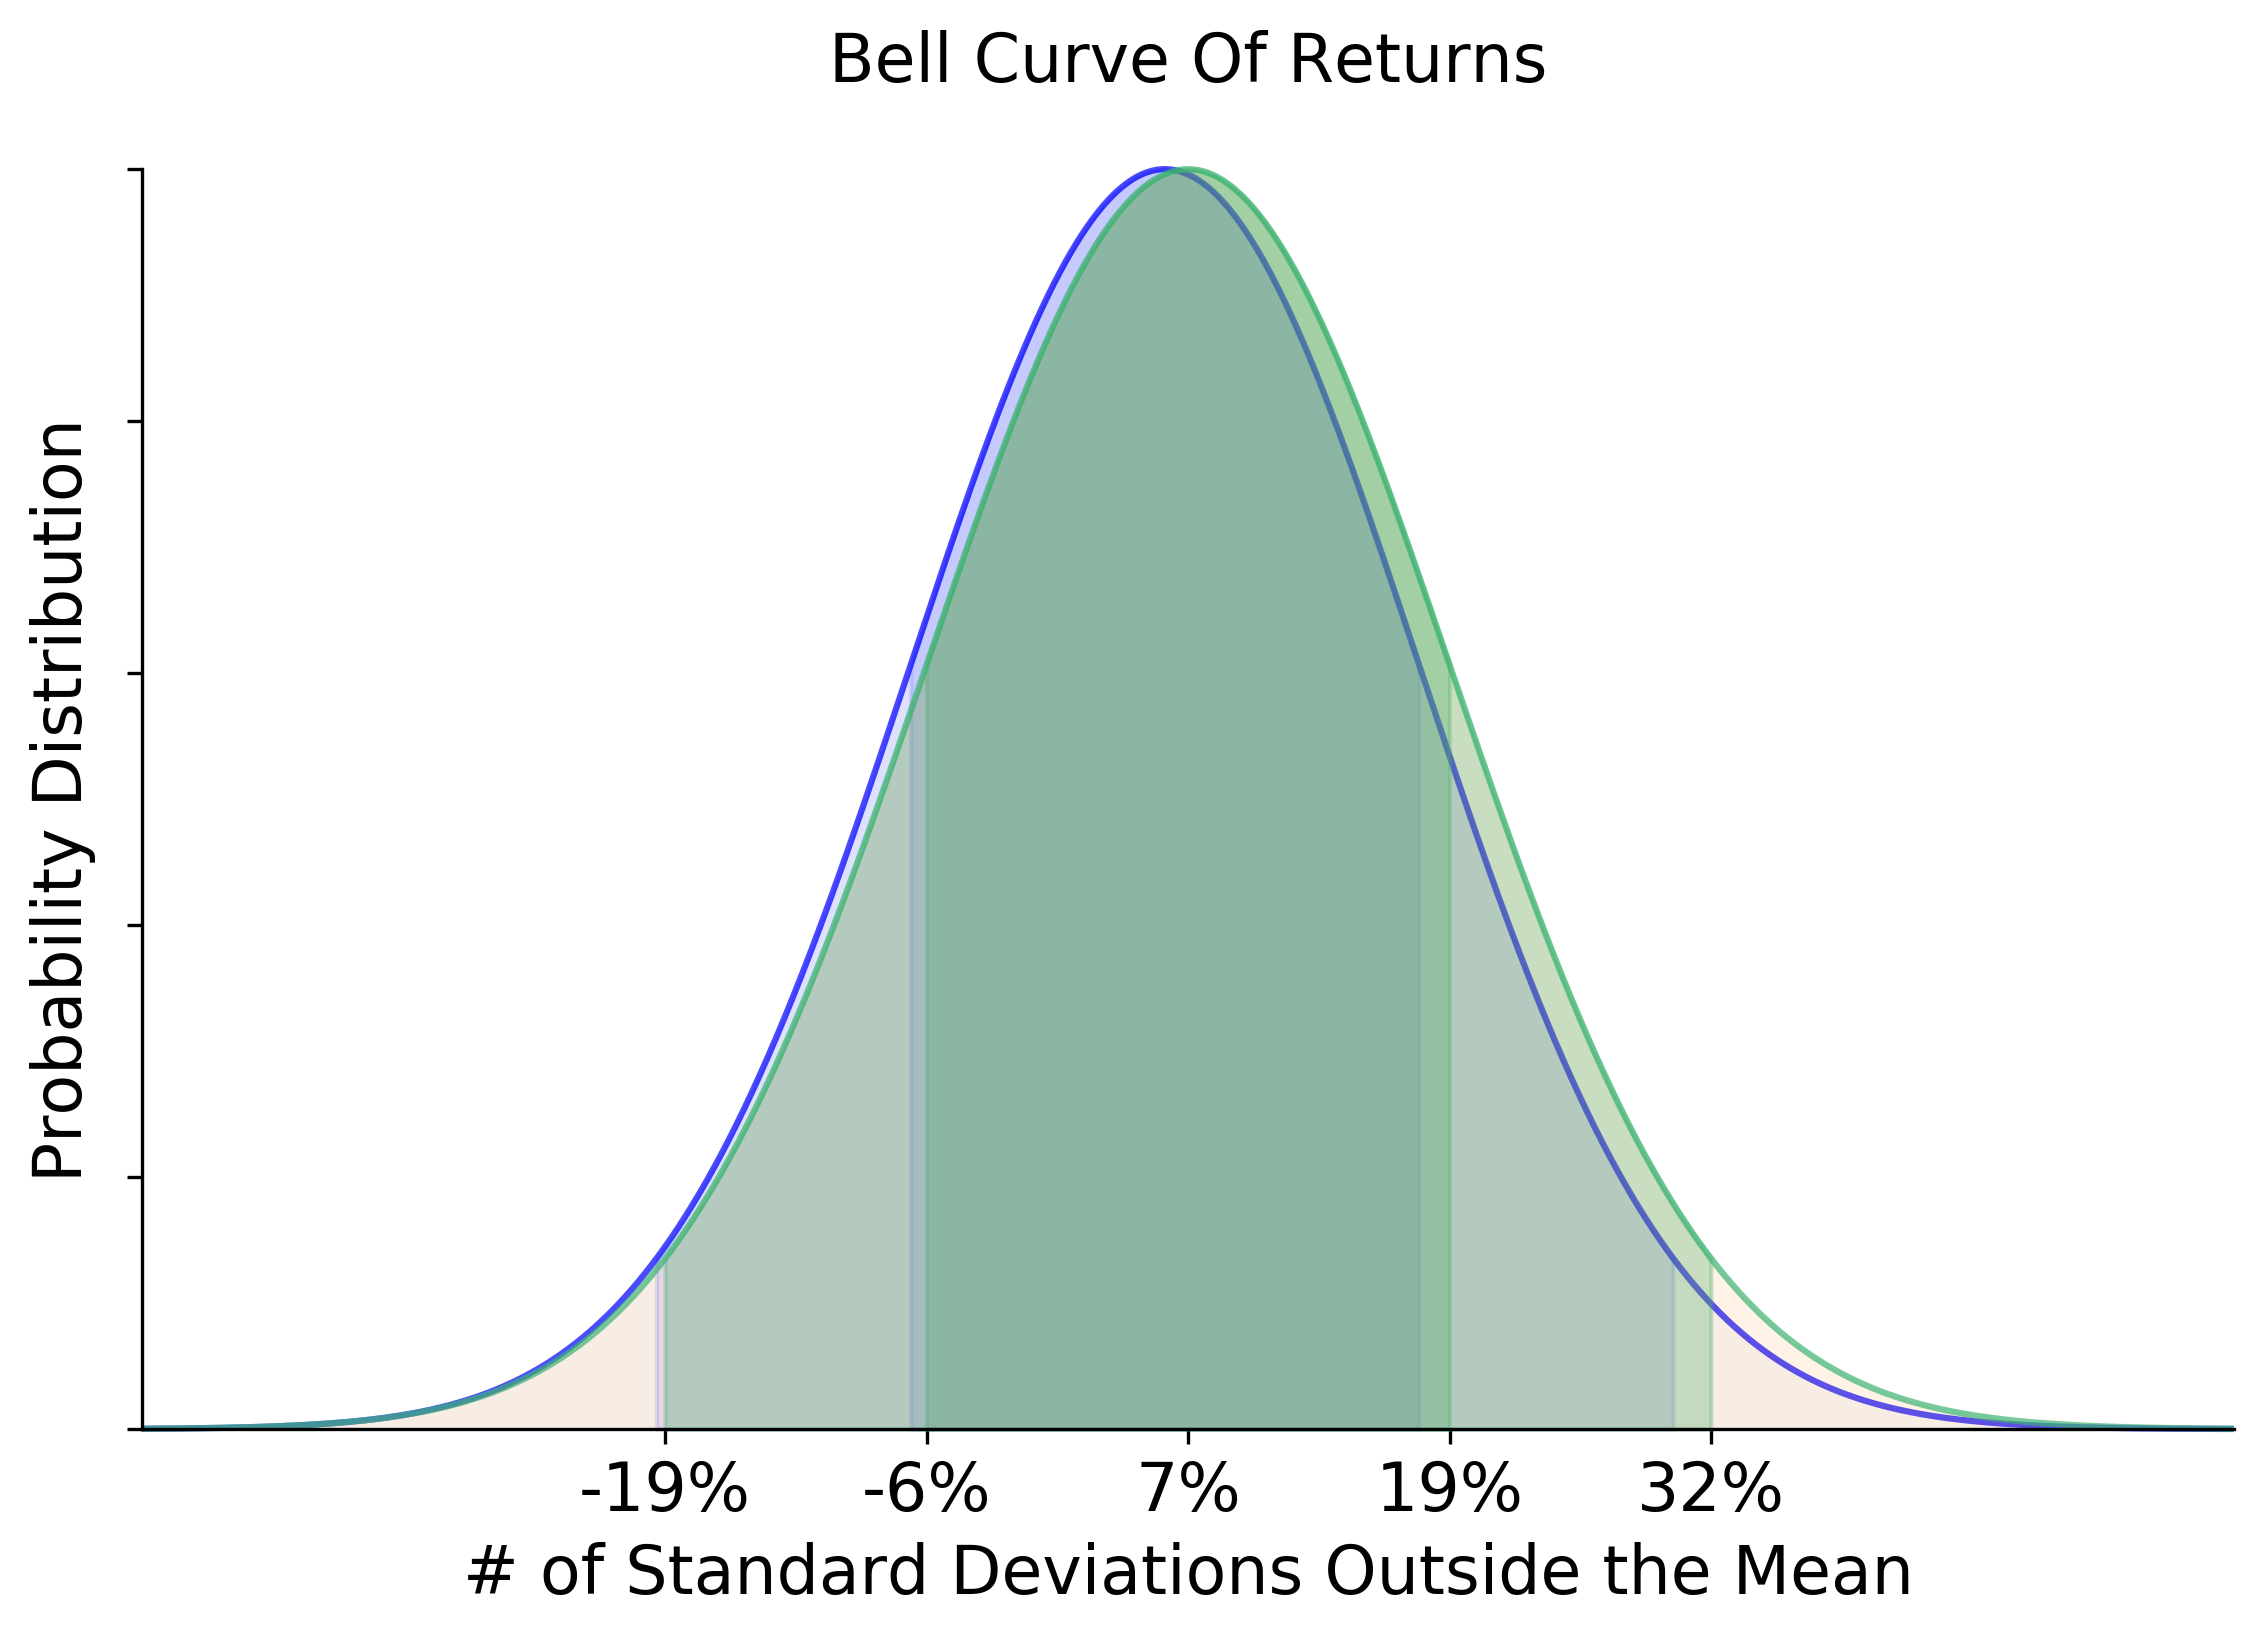 Bell Curve Of Returns
Probability Distribution
-19%
-6%
7%
19%
32%
# of Standard Deviations Outside the Mean